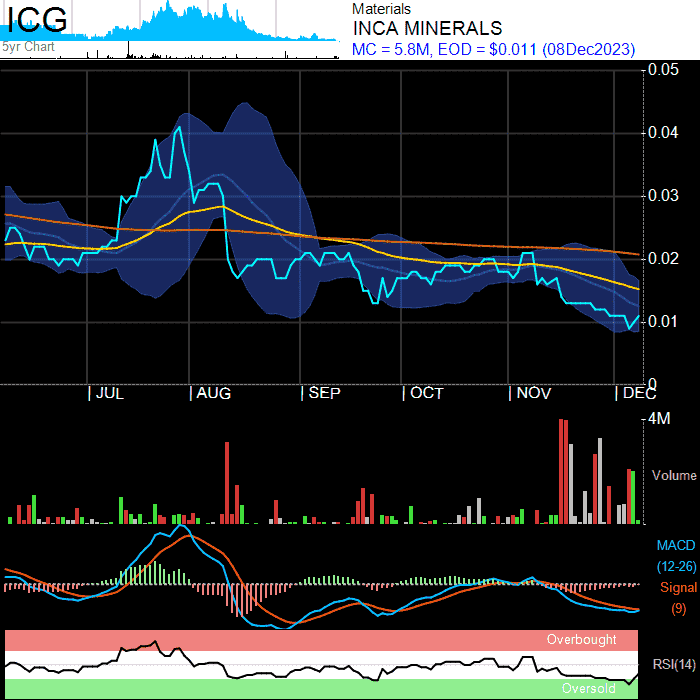 ICG
5yr Chart
Materials
INCA MINERALS
MC = 5.8M, EOD = $0.011 (08Dec2023)
0.05
0.04
0.03
0.02
0.01
0
| JUL | AUG | SEP | OCT | NOV | DEC
4M
Volume
MACD
(12-26)
Signal
(9)
Overbought
RSI(14)
Oversold